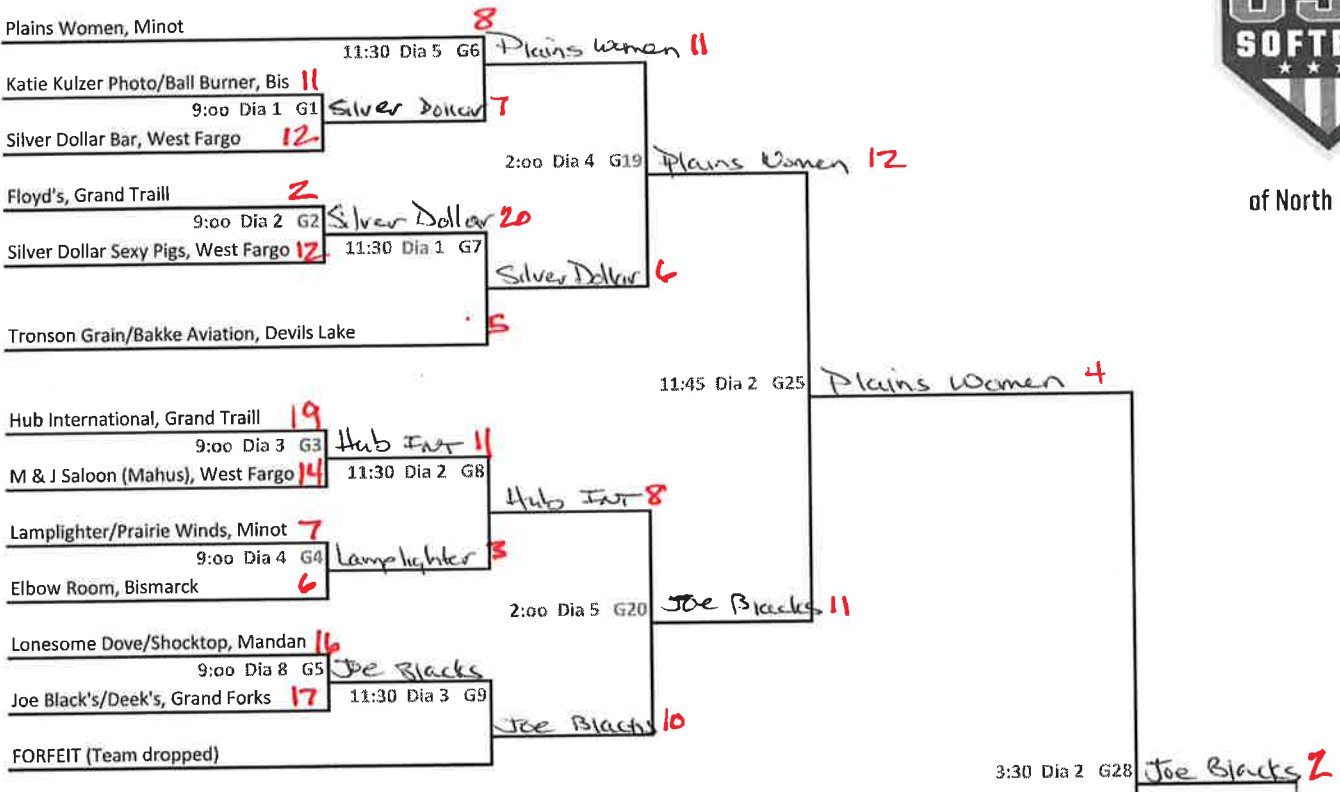 Plains Women, Minot 8
11:30 Dia 5 G6 Plains Women 11
Katie Kulzer Photo/Ball Burner, Bis 11
9:00 Dia 1 G1 Silver Dollar 7
Silver Dollar Bar, West Fargo 12
2:00 Dia 4 G19 Plains Women 12
Floyd's, Grand Traill 2
9:00 Dia 2 G2 Silver Dollar 20
Silver Dollar Sexy Pigs, West Fargo 12
11:30 Dia 1 G7
Silver Dollar 6
Tronson Grain/Bakke Aviation, Devils Lake 5
11:45 Dia 2 G25 Plains Women 4
Hub International, Grand Traill 19
9:00 Dia 3 G3 Hub INT 11
M & J Saloon (Mahus), West Fargo 14
11:30 Dia 2 G8
Hub INT 8
Lamplighter/Prairie Winds, Minot 7
9:00 Dia 4 G4 Lamplighter 3
Elbow Room, Bismarck 6
2:00 Dia 5 G20 Joe Blacks 11
Lonesome Dove/Shocktop, Mandan 16
9:00 Dia 8 G5 Joe Blacks
Joe Black's/Deek's, Grand Forks 17
11:30 Dia 3 G9
Joe Blacks 10
FORFEIT (Team dropped)
3:30 Dia 2 G28 Joe Blacks 2
of North